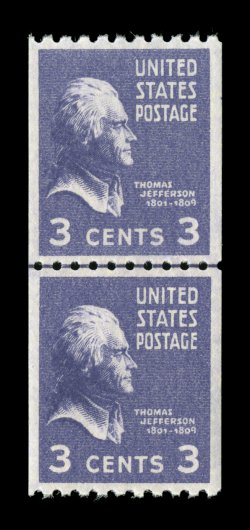 UNITED
STATES
POSTAGE
THOMAS
JEFFERSON
1801-1809
3 CENTS 3
UNITED
STATES
POSTAGE
THOMAS
JEFFERSON
1801-1809
3 CENTS 3